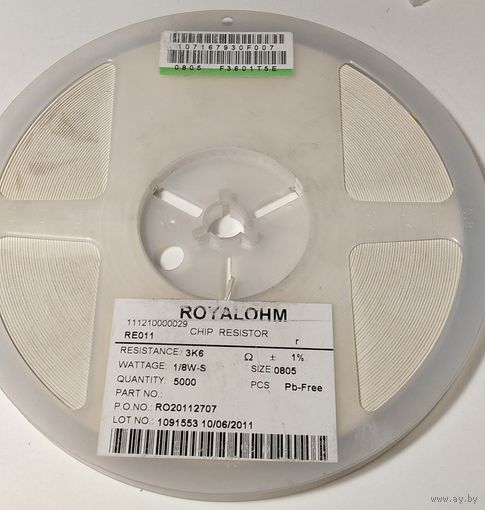 107167930F007
0805 F3601T5E
ROYALOHM
111210000029
RE011 CHIP RESISTOR r
RESISTANCE: 3K6 Ω ± 1%
WATTAGE: 1/8W-S SIZE 0805
QUANTITY: 5000 PCS Pb-Free
PART NO.:
P.O.NO.: RO20112707
LOT NO.: 1091553 10/06/2011
www.ay.by